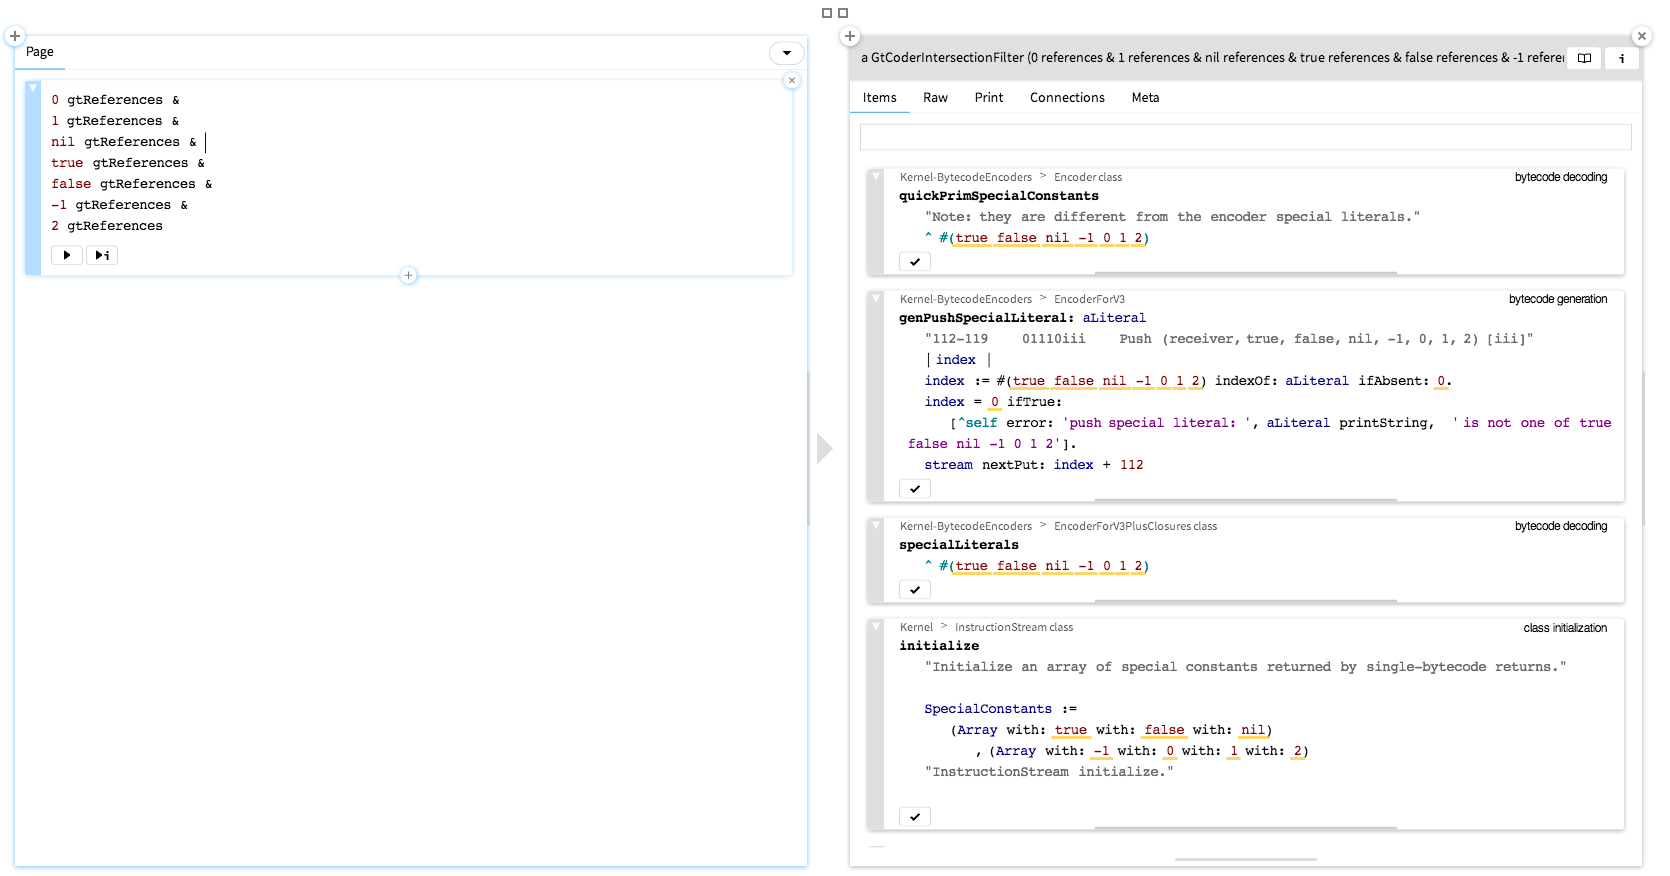 Page
0 gtReferences &
1 gtReferences &
nil gtReferences &
true gtReferences &
false gtReferences &
-1 gtReferences &
2 gtReferences
a GtCoderIntersectionFilter (0 references & 1 references & nil references & true references & false references & -1 refere
Items Raw Print Connections Meta
Kernel-BytecodeEncoders > Encoder class bytecode decoding
quickPrimSpecialConstants
"Note: they are different from the encoder special literals."
^ #(true false nil -1 0 1 2)
Kernel-BytecodeEncoders > EncoderForV3 bytecode generation
genPushSpecialLiteral: aLiteral
"112-119 01110iii Push (receiver, true, false, nil, -1, 0, 1, 2) [iii]"
| index |
index := #(true false nil -1 0 1 2) indexOf: aLiteral ifAbsent: 0.
index = 0 ifTrue:
[^self error: 'push special literal: ', aLiteral printString, ' is not one of true
false nil -1 0 1 2'].
stream nextPut: index + 112
Kernel-BytecodeEncoders > EncoderForV3PlusClosures class bytecode decoding
specialLiterals
^ #(true false nil -1 0 1 2)
Kernel > InstructionStream class class initialization
initialize
"Initialize an array of special constants returned by single-bytecode returns."
SpecialConstants :=
(Array with: true with: false with: nil)
, (Array with: -1 with: 0 with: 1 with: 2)
"InstructionStream initialize."